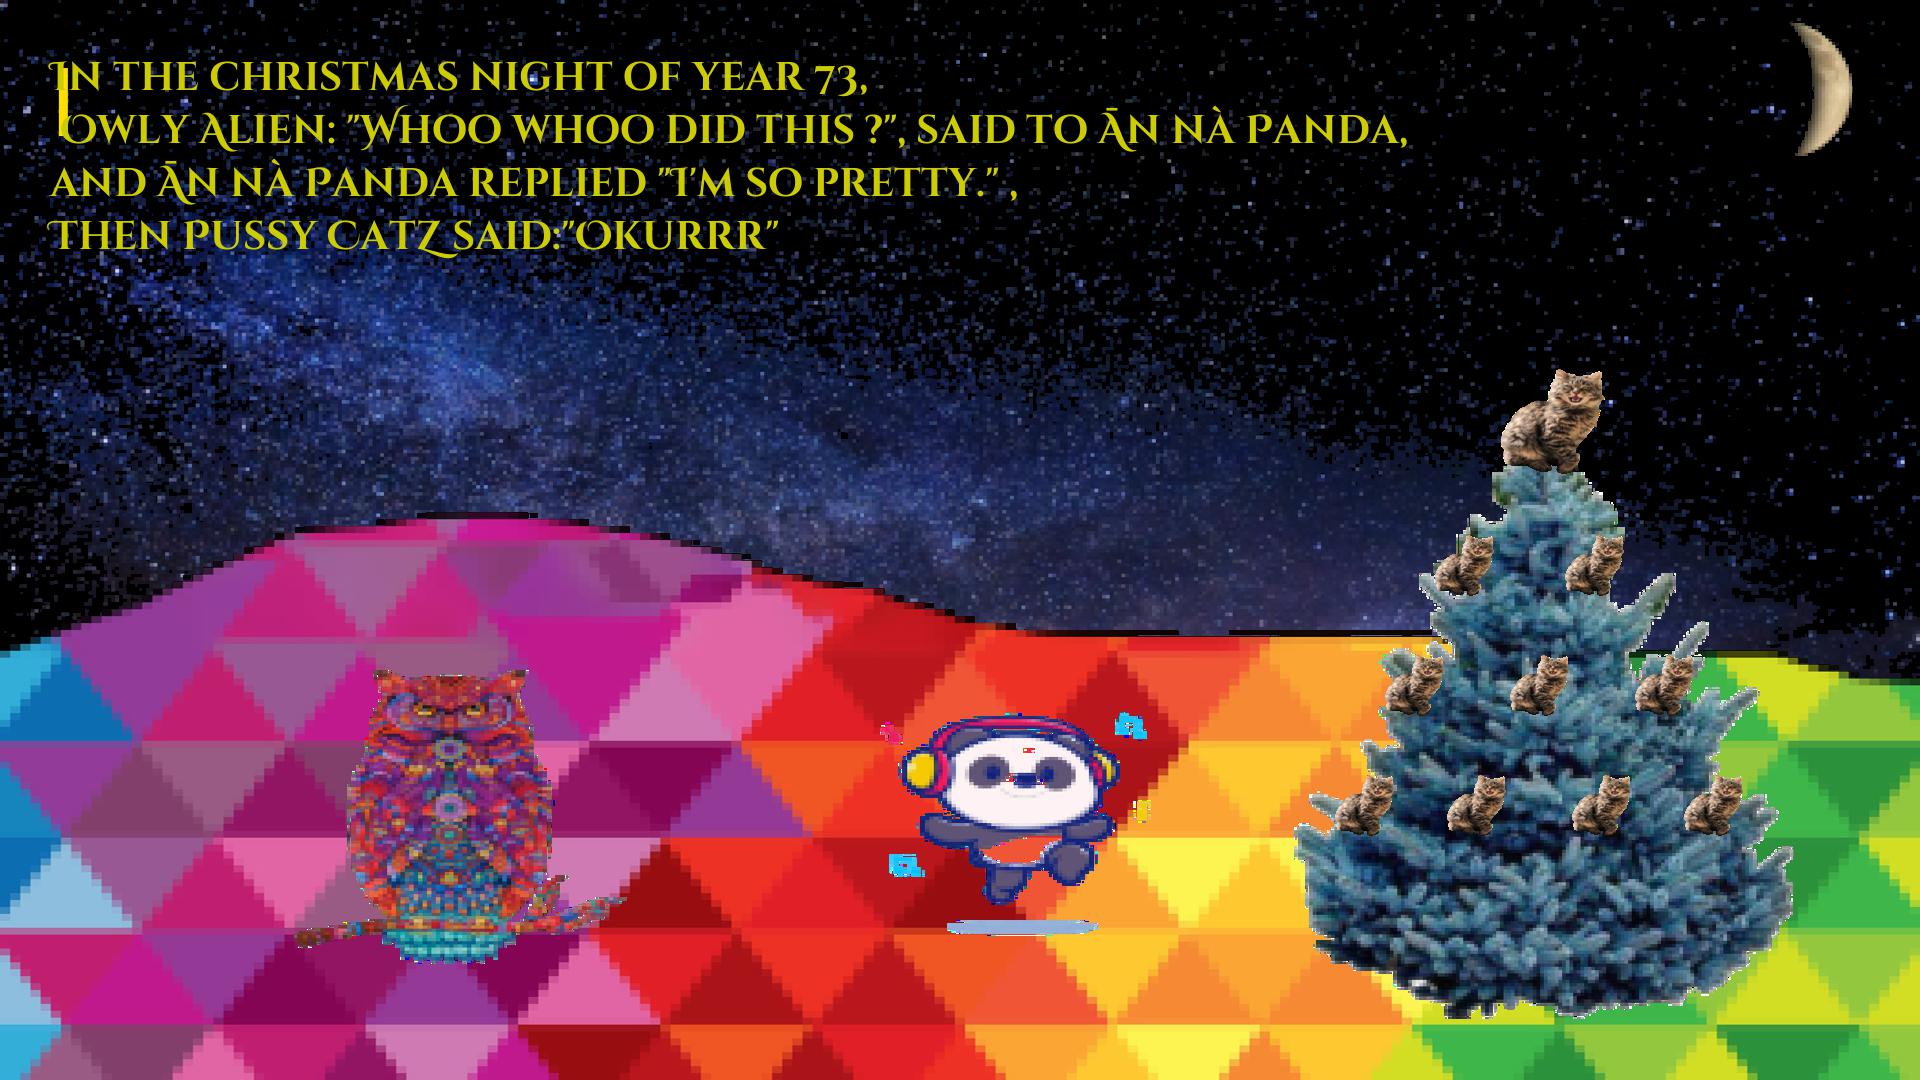 In the Christmas night of year 73,
Owly Alien: "Whoo whoo did this ?", said to Ān Nà Panda,
and Ān Nà Panda replied "I'm so pretty." ,
Then Pussy Catz said:"Okurrr"